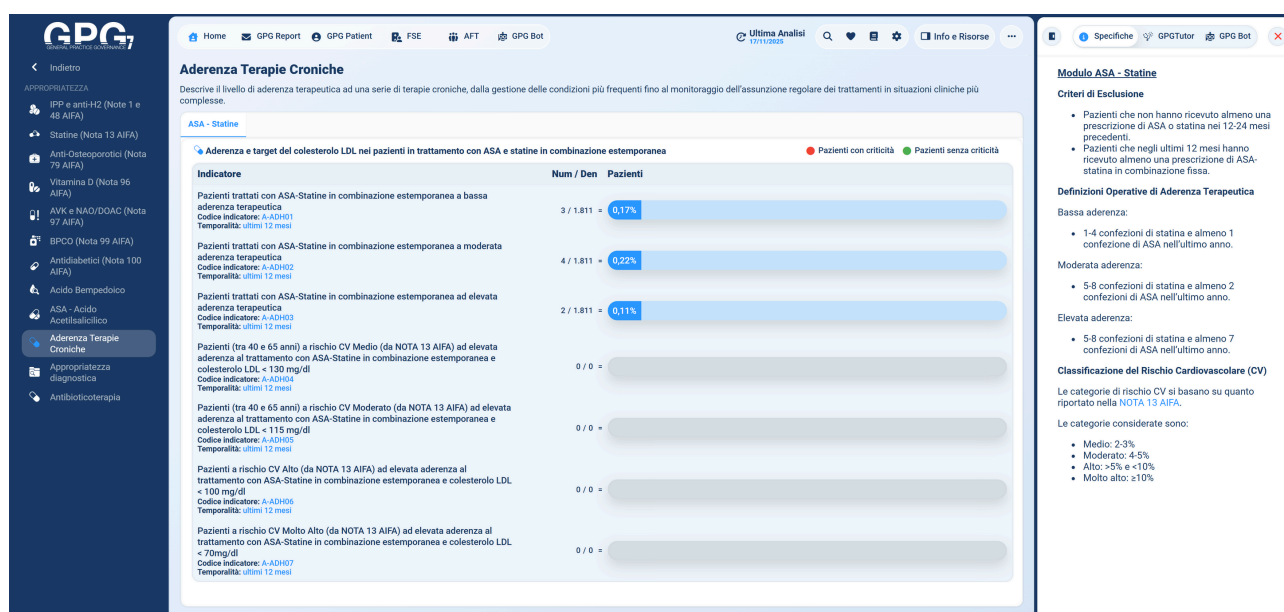 GPG7
GENERAL PRACTICE GOVERNANCE
Indietro
APPROPRIATEZZA
IPP e anti-H2 (Note 1 e
48 AIFA)
Statine (Nota 13 AIFA)
Anti-Osteoporotici (Nota
79 AIFA)
Vitamina D (Nota 96
AIFA)
AVK e NAO/DOAC (Nota
97 AIFA)
BPCO (Nota 99 AIFA)
Antidiabetici (Nota 100
AIFA)
Acido Bempedoico
ASA - Acido
Acetilsalicilico
Aderenza Terapie
Croniche
Appropriatezza
diagnostica
Antibioticoterapia
Home GPG Report GPG Patient FSE AFT GPG Bot
Ultima Analisi
17/11/2025
Info e Risorse ...
Aderenza Terapie Croniche
Descrive il livello di aderenza terapeutica ad una serie di terapie croniche, dalla gestione delle condizioni più frequenti fino al monitoraggio dell'assunzione regolare dei trattamenti in situazioni cliniche più
complesse.
ASA - Statine
Aderenza e target del colesterolo LDL nei pazienti in trattamento con ASA e statine in combinazione estemporanea
Pazienti con criticità Pazienti senza criticità
Indicatore Num / Den Pazienti
Pazienti trattati con ASA-Statine in combinazione estemporanea a bassa
aderenza terapeutica
Codice indicatore: A-ADH01
Temporalità: ultimi 12 mesi
3 / 1.811 = 0,17%
Pazienti trattati con ASA-Statine in combinazione estemporanea a moderata
aderenza terapeutica
Codice indicatore: A-ADH02
Temporalità: ultimi 12 mesi
4 / 1.811 = 0,22%
Pazienti trattati con ASA-Statine in combinazione estemporanea ad elevata
aderenza terapeutica
Codice indicatore: A-ADH03
Temporalità: ultimi 12 mesi
2 / 1.811 = 0,11%
Pazienti (tra 40 e 65 anni) a rischio CV Medio (da NOTA 13 AIFA) ad elevata
aderenza al trattamento con ASA-Statine in combinazione estemporanea e
colesterolo LDL < 130 mg/dl
Codice indicatore: A-ADH04
Temporalità: ultimi 12 mesi
0 / 0 =
Pazienti (tra 40 e 65 anni) a rischio CV Moderato (da NOTA 13 AIFA) ad elevata
aderenza al trattamento con ASA-Statine in combinazione estemporanea e
colesterolo LDL < 115 mg/dl
Codice indicatore: A-ADH05
Temporalità: ultimi 12 mesi
0 / 0 =
Pazienti a rischio CV Alto (da NOTA 13 AIFA) ad elevata aderenza al
trattamento con ASA-Statine in combinazione estemporanea e colesterolo LDL
< 100 mg/dl
Codice indicatore: A-ADH06
Temporalità: ultimi 12 mesi
0 / 0 =
Pazienti a rischio CV Molto Alto (da NOTA 13 AIFA) ad elevata aderenza al
trattamento con ASA-Statine in combinazione estemporanea e colesterolo LDL
< 70mg/dl
Codice indicatore: A-ADH07
Temporalità: ultimi 12 mesi
0 / 0 =
Specifiche GPGTutor GPG Bot
Modulo ASA - Statine
Criteri di Esclusione
• Pazienti che non hanno ricevuto almeno una
prescrizione di ASA o statina nei 12-24 mesi
precedenti.
• Pazienti che negli ultimi 12 mesi hanno
ricevuto almeno una prescrizione di ASA-
statina in combinazione fissa.
Definizioni Operative di Aderenza Terapeutica
Bassa aderenza:
• 1-4 confezioni di statina e almeno 1
confezione di ASA nell'ultimo anno.
Moderata aderenza:
• 5-8 confezioni di statina e almeno 2
confezioni di ASA nell'ultimo anno.
Elevata aderenza:
• 5-8 confezioni di statina e almeno 7
confezioni di ASA nell'ultimo anno.
Classificazione del Rischio Cardiovascolare (CV)
Le categorie di rischio CV si basano su quanto
riportato nella NOTA 13 AIFA.
Le categorie considerate sono:
• Medio: 2-3%
• Moderato: 4-5%
• Alto: >5% e <10%
• Molto alto: ≥10%